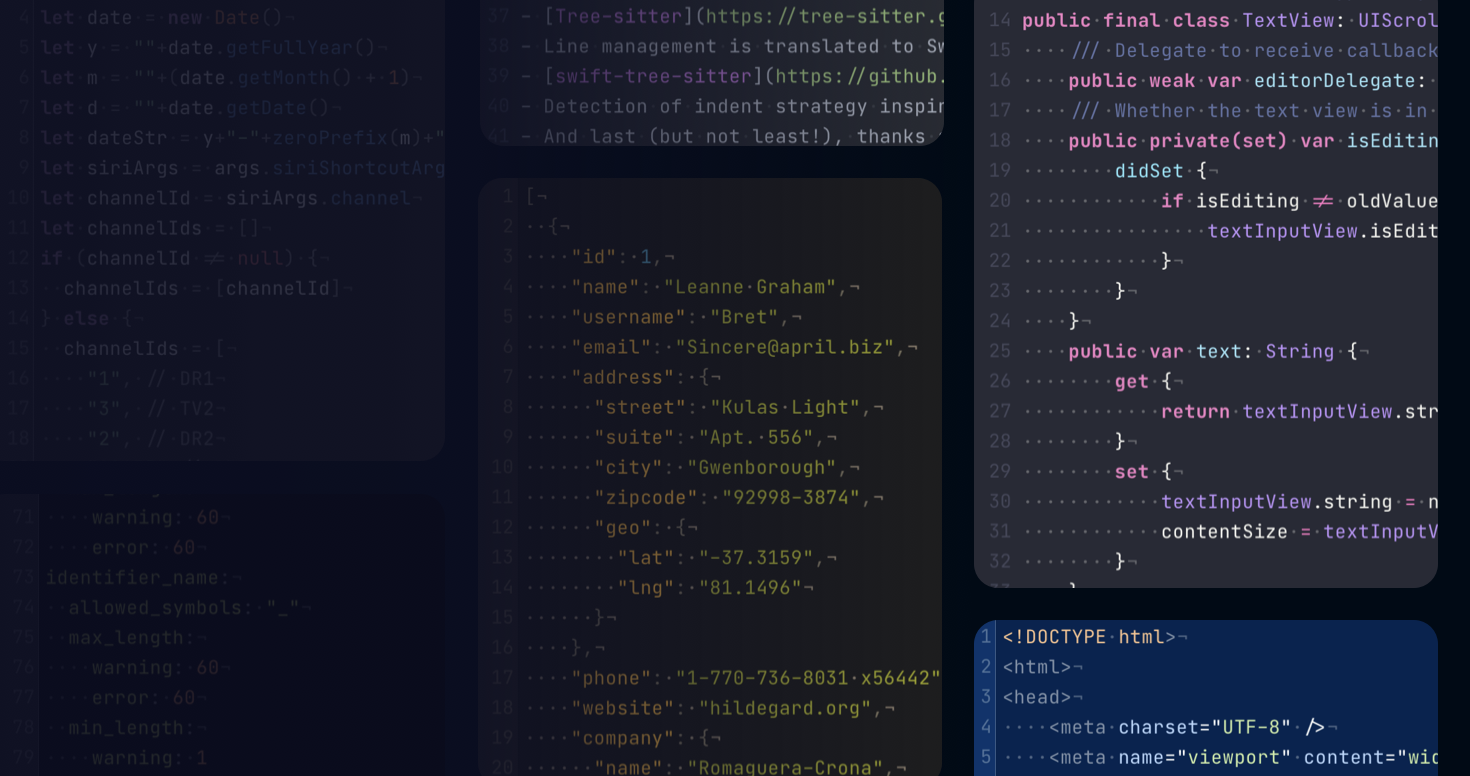 4 let date = new Date()¬
5 let y = ""+date.getFullYear()¬
6 let m = ""+(date.getMonth() + 1)¬
7 let d = ""+date.getDate()¬
8 let dateStr = y+"-"+zeroPrefix(m)+"
9 let siriArgs = args.siriShortcutArg
10 let channelId = siriArgs.channel¬
11 let channelIds = []¬
12 if (channelId ≠ null) {¬
13 ··channelIds = [channelId]¬
14 } else {¬
15 ··channelIds = [¬
16 ····"1", // DR1¬
17 ····"3", // TV2¬
18 ····"2", // DR2¬
71 ····warning: 60¬
72 ····error: 60¬
73 identifier_name:¬
74 ··allowed_symbols: "_"¬
75 ··max_length:¬
76 ····warning: 60¬
77 ····error: 60¬
78 ··min_length:¬
79 ····warning: 1
37 - [Tree-sitter](https://tree-sitter.g
38 - Line management is translated to Sw
39 - [swift-tree-sitter](https://github.
40 - Detection of indent strategy inspir
41 - And last (but not least!), thanks
1 [¬
2 ··{¬
3 ····"id":·1,¬
4 ····"name":·"Leanne·Graham",¬
5 ····"username":·"Bret",¬
6 ····"email":·"Sincere@april.biz",¬
7 ····"address":·{¬
8 ······"street":·"Kulas·Light",¬
9 ······"suite":·"Apt.·556",¬
10 ······"city":·"Gwenborough",¬
11 ······"zipcode":·"92998-3874",¬
12 ······"geo":·{¬
13 ········"lat":·"-37.3159",¬
14 ········"lng":·"81.1496"¬
15 ······}¬
16 ····},¬
17 ····"phone":·"1-770-736-8031·x56442"
18 ····"website":·"hildegard.org",¬
19 ····"company":·{¬
20 ······"name":·"Romaguera-Crona",¬
14 public·final·class·TextView:·UIScrol
15 ····///·Delegate·to·receive·callback
16 ····public·weak·var·editorDelegate:·
17 ····///·Whether·the·text·view·is·in·
18 ····public·private(set)·var·isEditin
19 ········didSet·{¬
20 ············if·isEditing·≠·oldValue
21 ················textInputView.isEdit
22 ············}¬
23 ········}¬
24 ····}¬
25 ····public·var·text:·String·{¬
26 ········get·{¬
27 ············return·textInputView.str
28 ········}¬
29 ········set·{¬
30 ············textInputView.string·=·n
31 ············contentSize·=·textInputV
32 ········}¬
1 <!DOCTYPE·html>¬
2 <html>¬
3 <head>¬
4 ····<meta·charset="UTF-8"·/>¬
5 ····<meta·name="viewport"·content="wid